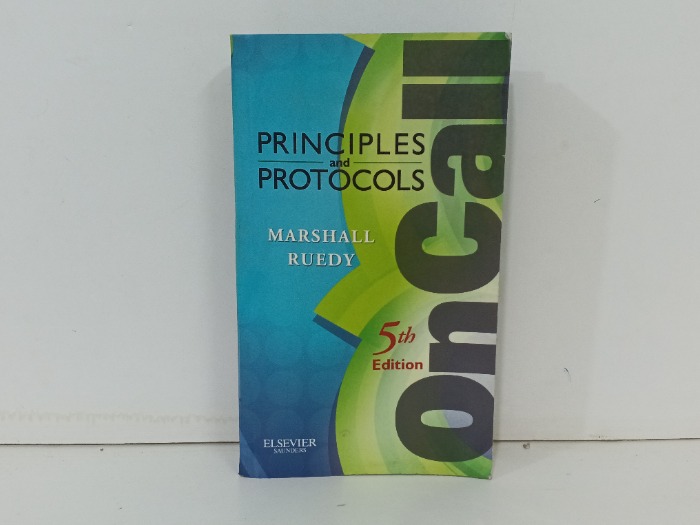 PRINCIPLES
and
PROTOCOLS
MARSHALL
RUEDY
5th
Edition
ELSEVIER
SAUNDERS
on call